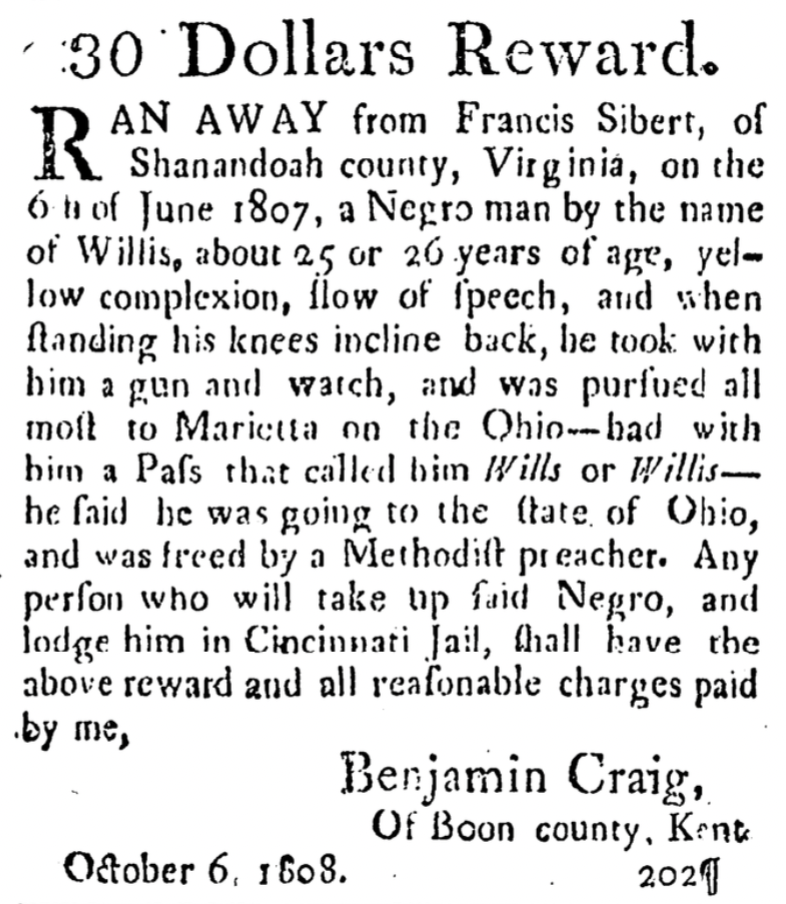 30 Dollars Reward.
RAN AWAY from Francis Sibert, of
Shanandoah county, Virginia, on the
6 h of June 1807, a Negro man by the name
of Willis, about 25 or 26 years of age, yel-
low complexion, ſlow of ſpeech, and when
ſtanding his knees incline back, he took with
him a gun and watch, and was purſued all
moſt to Marietta on the Ohio—had with
him a Paſs that called him Wills or Willis—
he ſaid he was going to the ſtate of Ohio,
and was freed by a Methodiſt preacher. Any
perſon who will take up ſaid Negro, and
lodge him in Cincinnati Jail, ſhall have the
above reward and all reaſonable charges paid
by me,
Benjamin Craig,
Of Boon county, Kent
October 6, 1808.
202¶